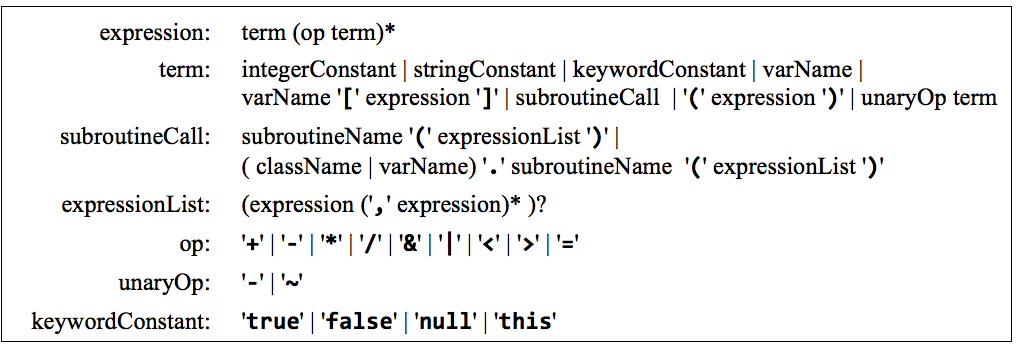 expression: term (op term)*
term: integerConstant | stringConstant | keywordConstant | varName |
varName '[' expression ']' | subroutineCall | '(' expression ')' | unaryOp term
subroutineCall: subroutineName '(' expressionList ')' |
( className | varName) '.' subroutineName '(' expressionList ')'
expressionList: (expression (',' expression)* )?
op: '+' | '-' | '*' | '/' | '&' | '|' | '<' | '>' | '='
unaryOp: '-' | '~'
keywordConstant: 'true' | 'false' | 'null' | 'this'